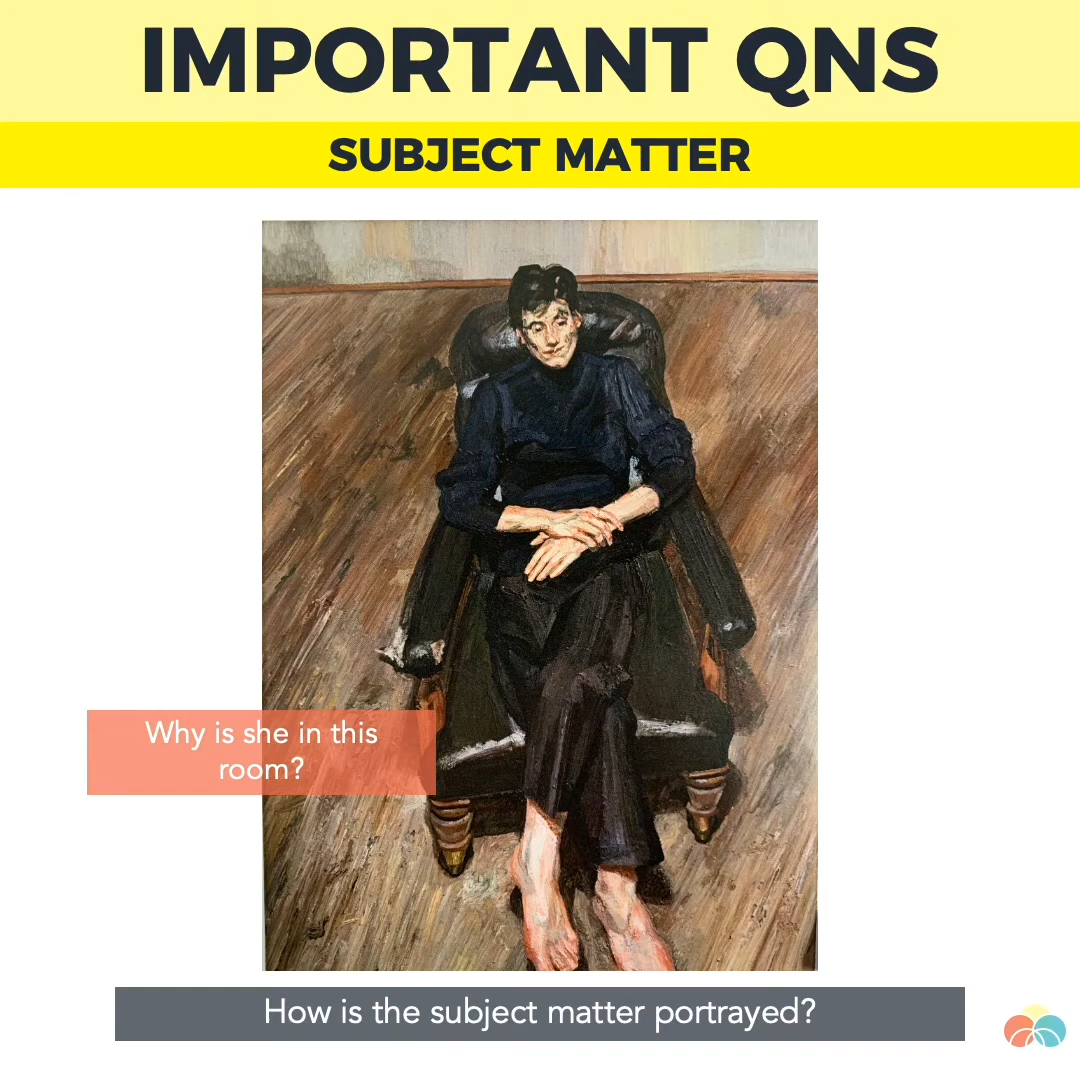 IMPORTANT QNS
SUBJECT MATTER
Why is she in this
room?
How is the subject matter portrayed?